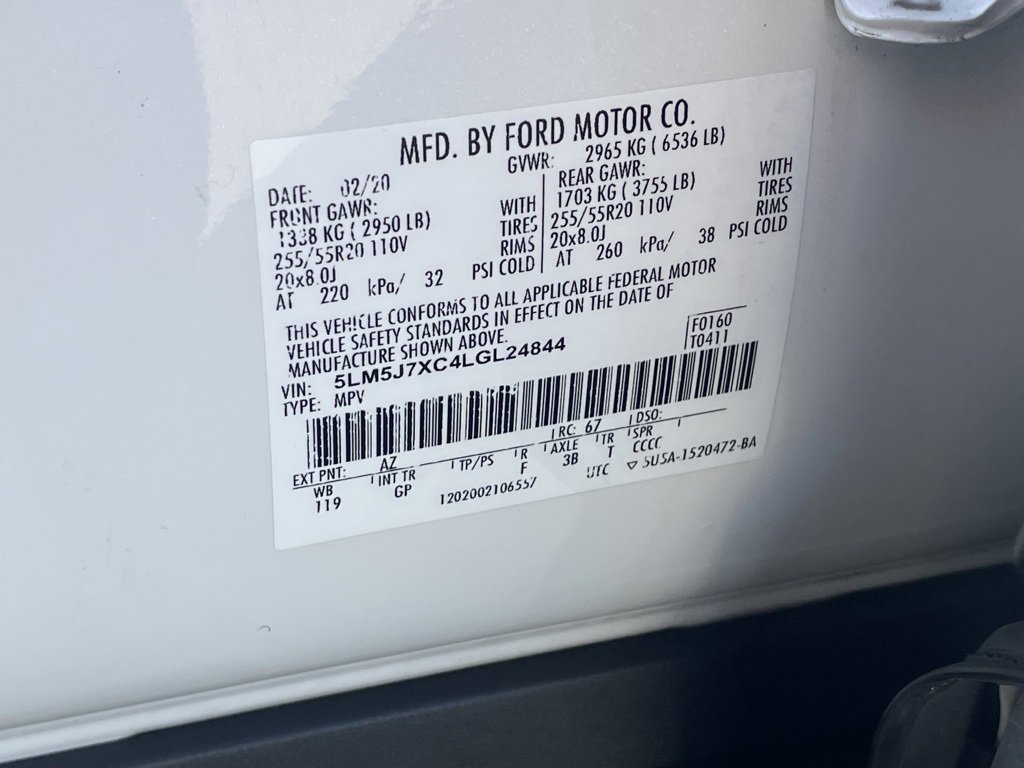 MFD. BY FORD MOTOR CO.
DATE: 02/20
GVWR: 2965 KG ( 6536 LB)
FRONT GAWR:
1338 KG ( 2950 LB) WITH
255/55R20 110V TIRES
20x8.0J RIMS
AT 220 kPa/ 32 PSI COLD
REAR GAWR: WITH
1703 KG ( 3755 LB) TIRES
255/55R20 110V RIMS
20x8.0J
AT 260 kPa/ 38 PSI COLD
THIS VEHICLE CONFORMS TO ALL APPLICABLE FEDERAL MOTOR
VEHICLE SAFETY STANDARDS IN EFFECT ON THE DATE OF
MANUFACTURE SHOWN ABOVE.
VIN: 5LM5J7XC4LGL24844
TYPE: MPV
F0160
T0411
EXT PNT: AZ RC: 67 DSO:
WB INT TR TP/PS R AXLE TR SPR
119 GP F 3B T CCCC
1202002106557 UTC ▽ 5U5A-1520472-BA